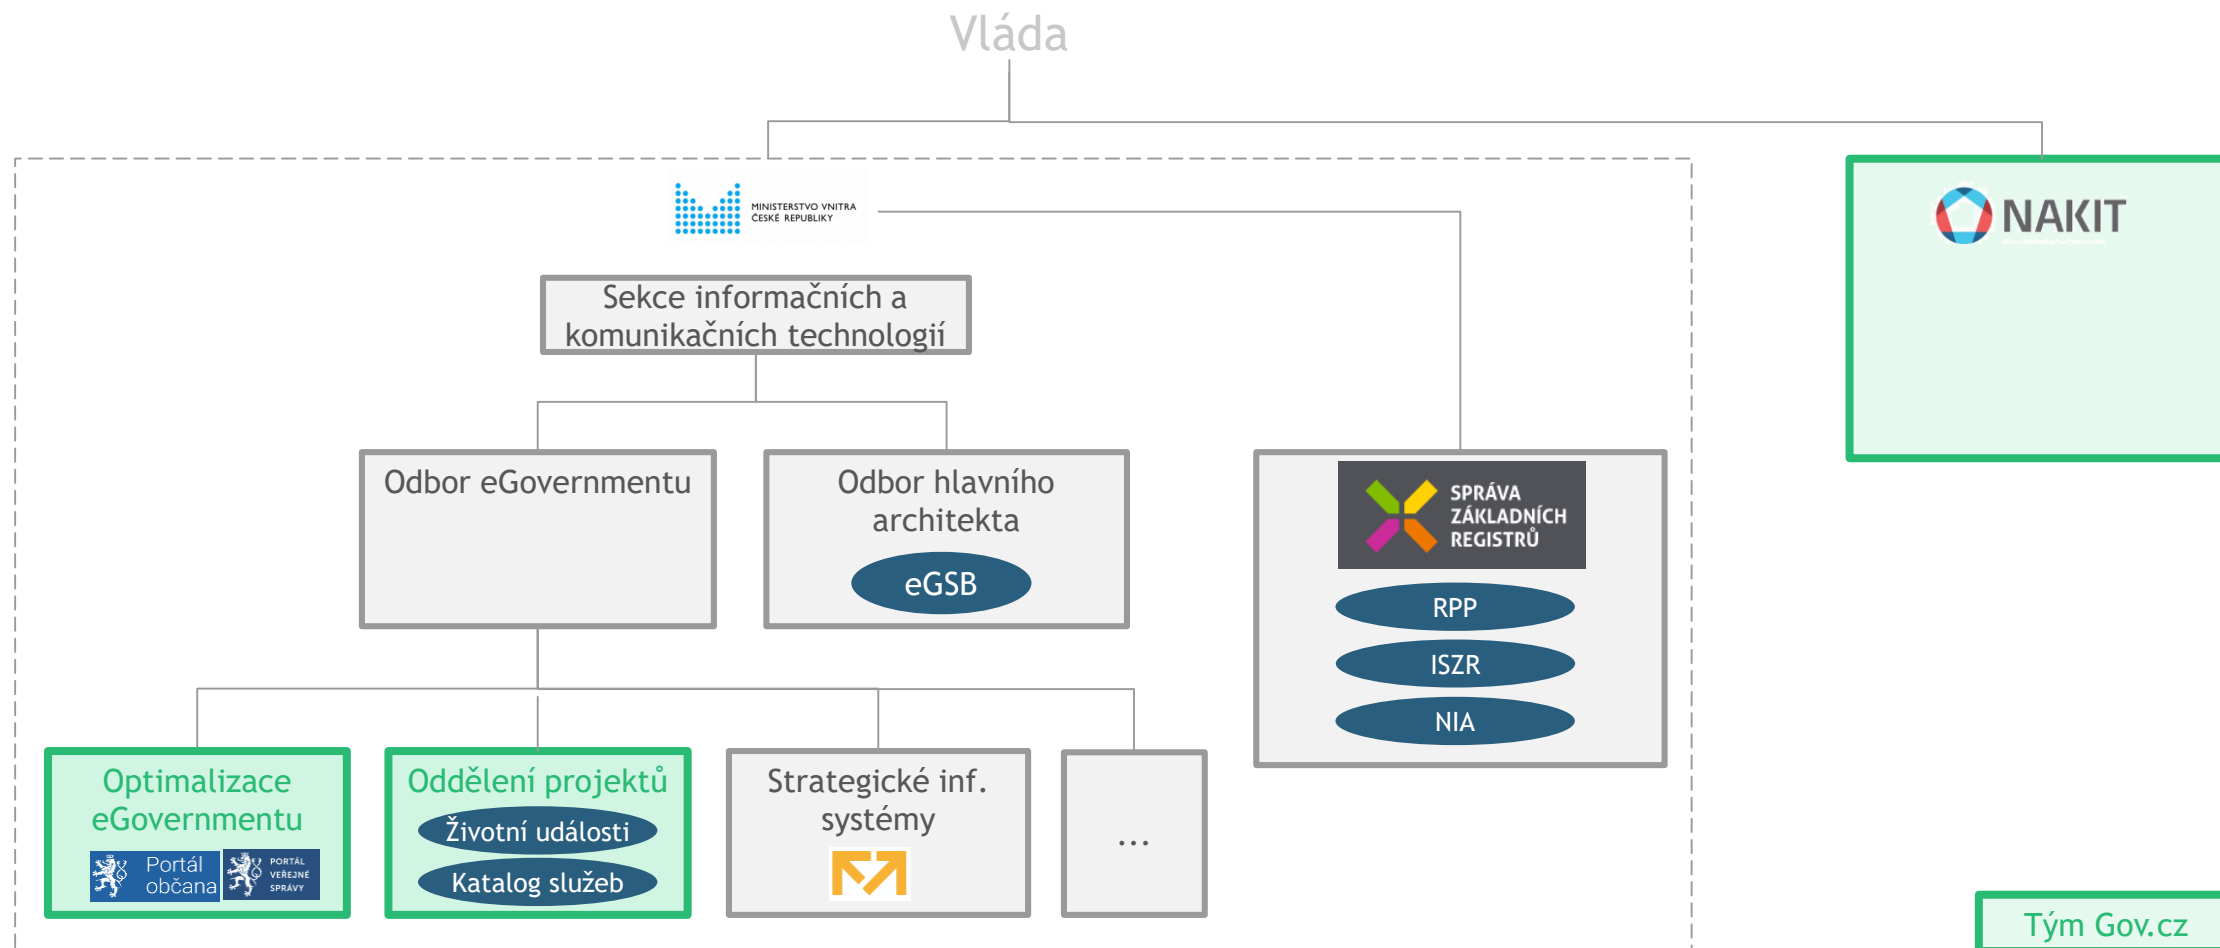 Vláda
MINISTERSTVO VNITRA
ČESKÉ REPUBLIKY
NAKIT
Sekce informačních a
komunikačních technologií
Odbor eGovernmentu
Odbor hlavního
architekta
eGSB
SPRÁVA
ZÁKLADNÍCH
REGISTRŮ
RPP
ISZR
NIA
Optimalizace
eGovernmentu
Portál
občana
PORTÁL
VEŘEJNÉ
SPRÁVY
Oddělení projektů
Životní události
Katalog služeb
Strategické inf.
systémy
...
Tým Gov.cz